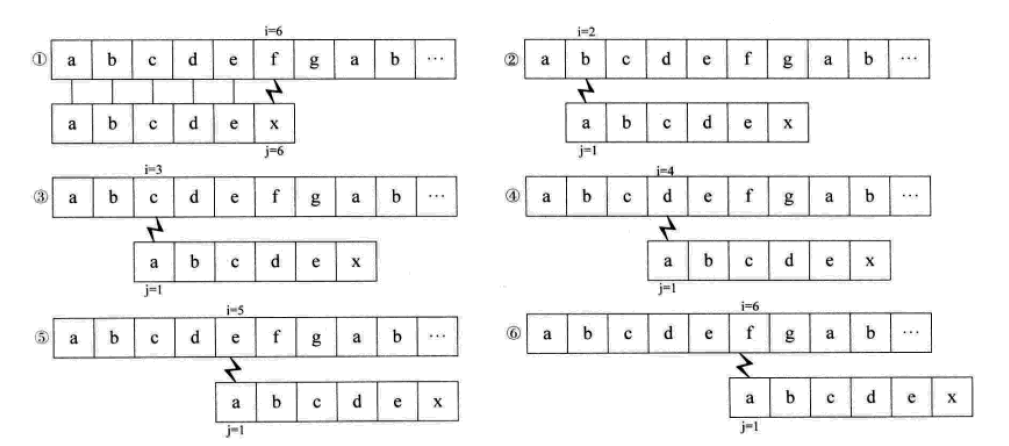 i=6
① a b c d e f g a b ...
a b c d e x
j=6
i=2
② a b c d e f g a b ...
a b c d e x
j=1
i=3
③ a b c d e f g a b ...
a b c d e x
j=1
i=4
④ a b c d e f g a b ...
a b c d e x
j=1
i=5
⑤ a b c d e f g a b ...
a b c d e x
j=1
i=6
⑥ a b c d e f g a b ...
a b c d e x
j=1